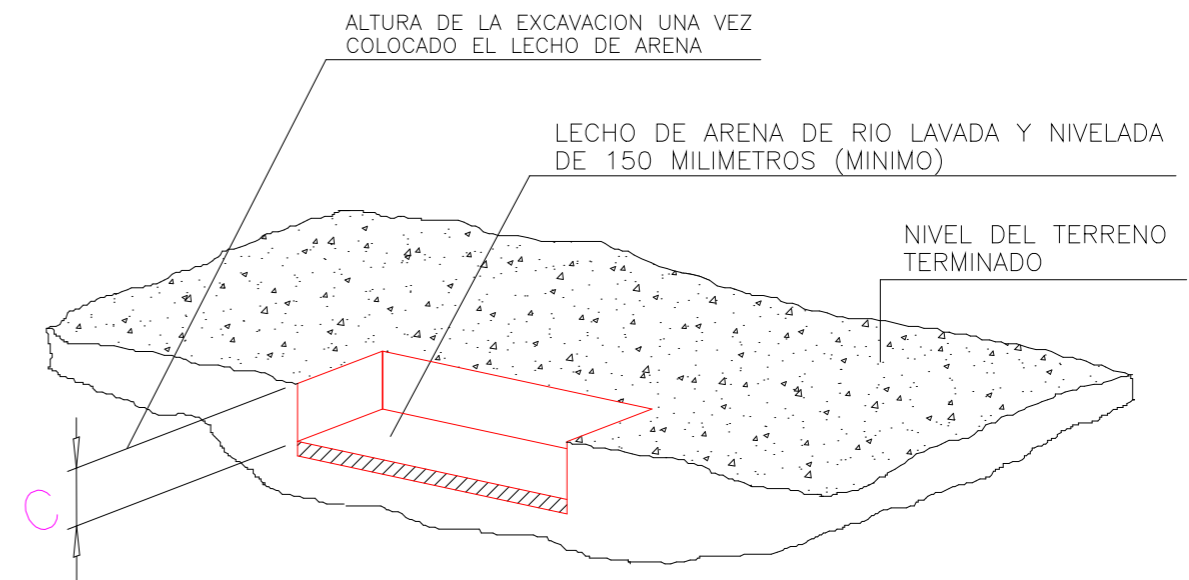 ALTURA DE LA EXCAVACION UNA VEZ
COLOCADO EL LECHO DE ARENA
LECHO DE ARENA DE RIO LAVADA Y NIVELADA
DE 150 MILIMETROS (MINIMO)
NIVEL DEL TERRENO
TERMINADO
C